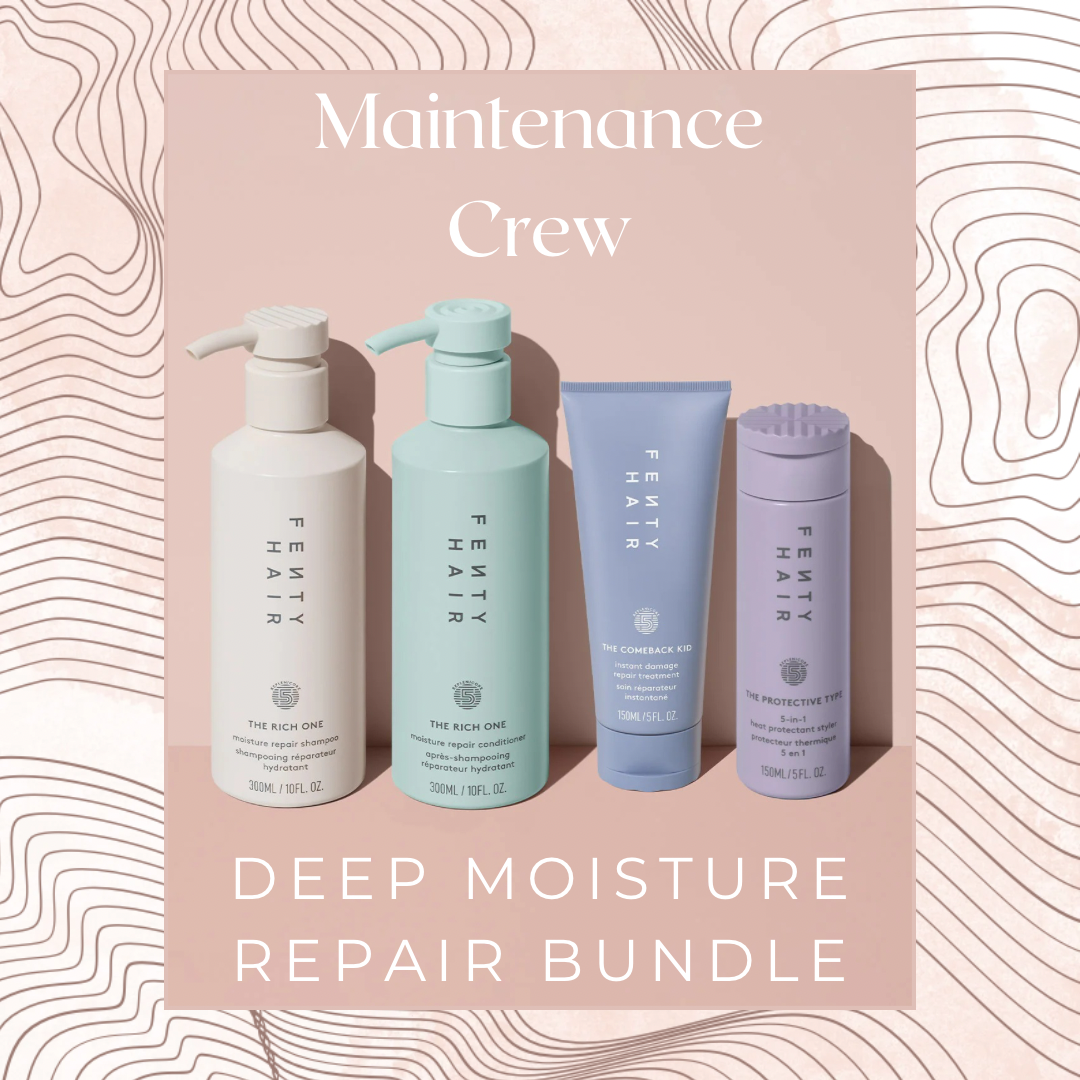 Maintenance
Crew
FENTY
HAIR
THE RICH ONE
moisture repair shampoo
shampooing réparateur
hydratant
300ML / 10FL. OZ.
FENTY
HAIR
THE RICH ONE
moisture repair conditioner
après-shampooing
réparateur hydratant
300ML / 10FL. OZ.
FENTY
HAIR
THE COMEBACK KID
instant damage
repair treatment
soin réparateur
instantané
150ML/5FL. OZ.
FENTY
HAIR
THE PROTECTIVE TYPE
5-in-1
heat protectant styler
protecteur thermique
5 en 1
150ML/5FL. OZ.
DEEP MOISTURE
REPAIR BUNDLE